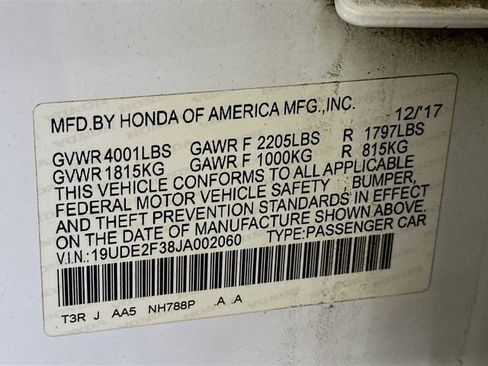 MFD.BY HONDA OF AMERICA MFG.,INC. 12/'17
GVWR 4001LBS GAWR F 2205LBS R 1797LBS
GVWR 1815KG GAWR F 1000KG R 815KG
THIS VEHICLE CONFORMS TO ALL APPLICABLE
FEDERAL MOTOR VEHICLE SAFETY BUMPER,
AND THEFT PREVENTION STANDARDS IN EFFECT
ON THE DATE OF MANUFACTURE SHOWN ABOVE.
V.I.N.: 19UDE2F38JA002060 TYPE:PASSENGER CAR
T3R J AA5 NH788P .A .A